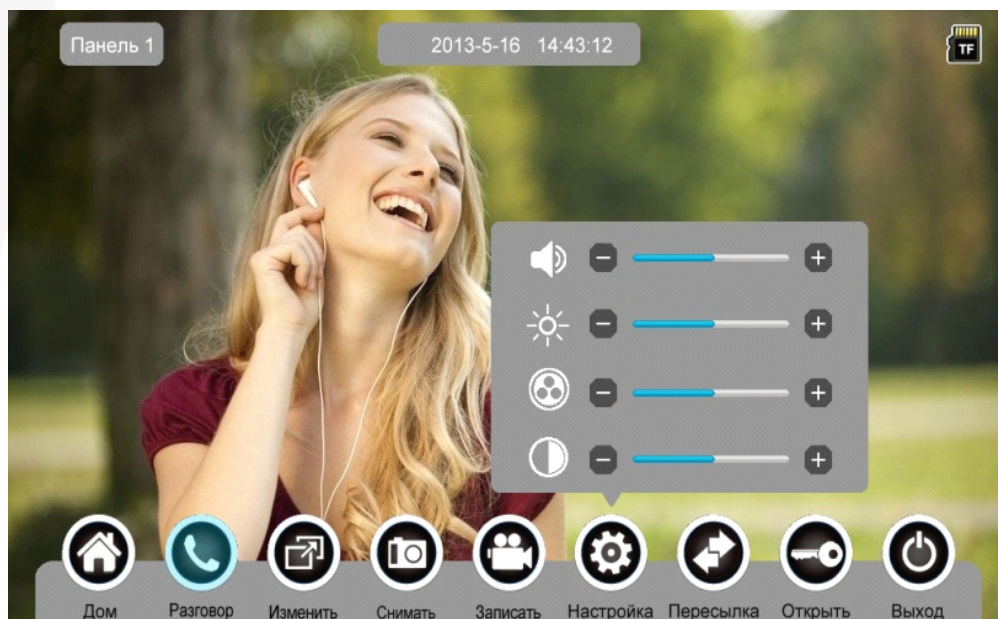 Панель 1
2013-5-16 14:43:12
TF
Дом Разговор Изменить Снимать Записать Настройка Пересылка Открыть Выход